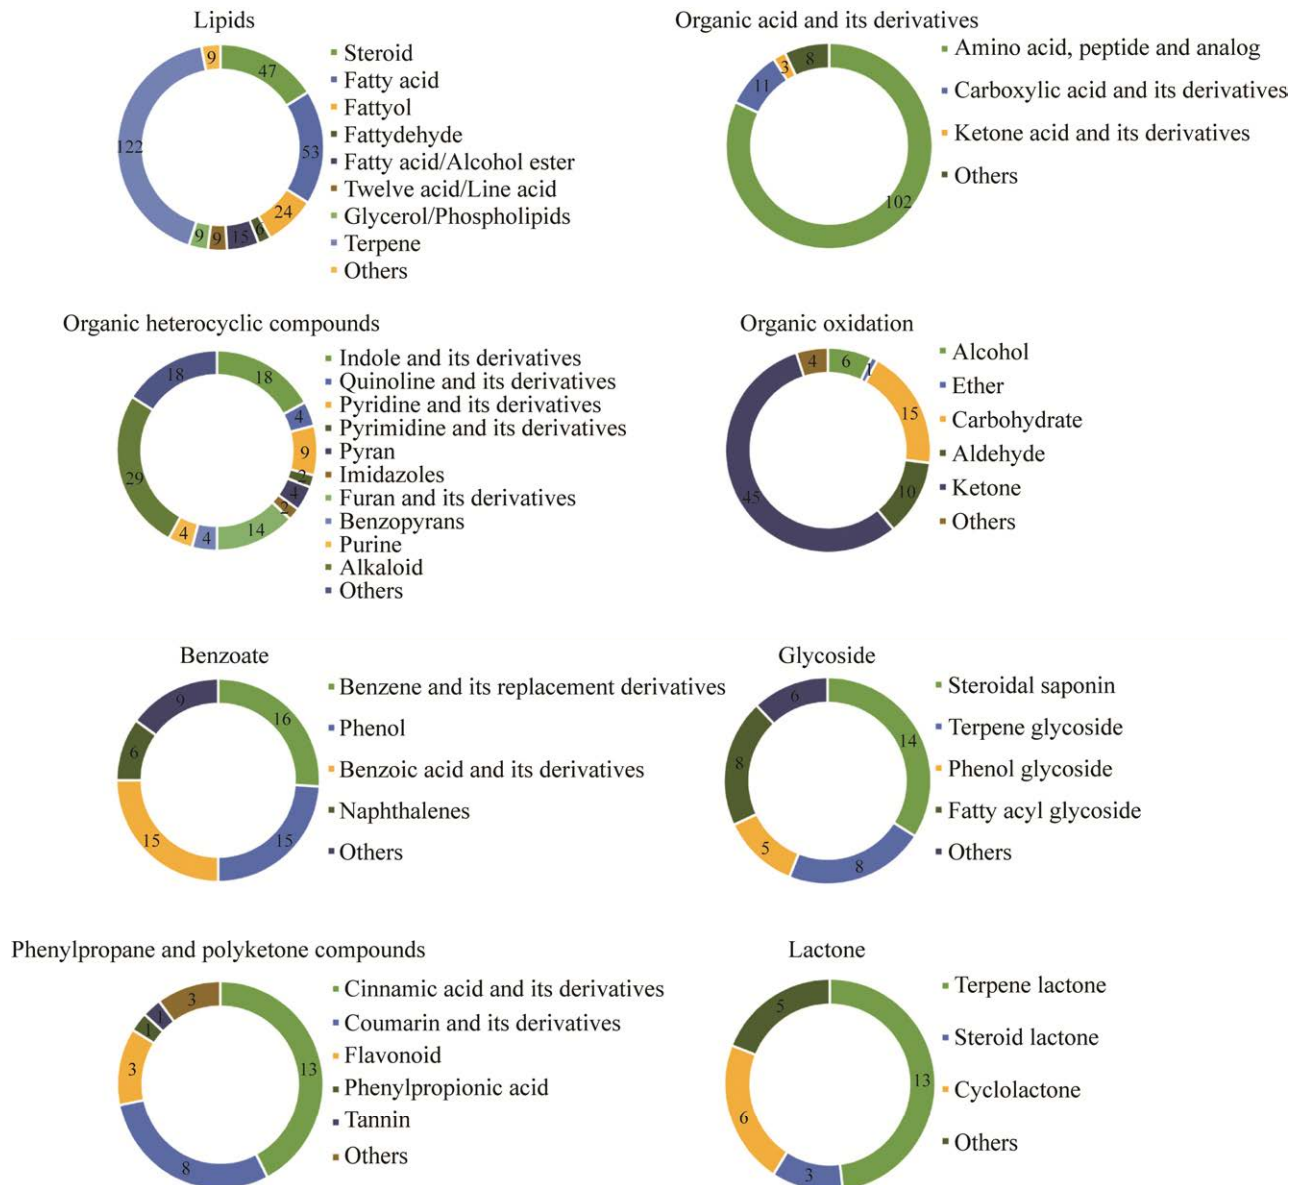 Lipids
9
47
122
53
24
9
9
15
6
Steroid
Fatty acid
Fattyol
Fattydehyde
Fatty acid/Alcohol ester
Twelve acid/Line acid
Glycerol/Phospholipids
Terpene
Others
Organic acid and its derivatives
8
3
11
102
Amino acid, peptide and analog
Carboxylic acid and its derivatives
Ketone acid and its derivatives
Others
Organic heterocyclic compounds
18
18
4
9
29
2
4
2
4
4
14
Indole and its derivatives
Quinoline and its derivatives
Pyridine and its derivatives
Pyrimidine and its derivatives
Pyran
Imidazoles
Furan and its derivatives
Benzopyrans
Purine
Alkaloid
Others
Organic oxidation
4
6
1
15
45
10
Alcohol
Ether
Carbohydrate
Aldehyde
Ketone
Others
Benzoate
9
16
6
15
15
Benzene and its replacement derivatives
Phenol
Benzoic acid and its derivatives
Naphthalenes
Others
Glycoside
6
14
8
5
8
Steroidal saponin
Terpene glycoside
Phenol glycoside
Fatty acyl glycoside
Others
Phenylpropane and polyketone compounds
3
1
1
3
13
8
Cinnamic acid and its derivatives
Coumarin and its derivatives
Flavonoid
Phenylpropionic acid
Tannin
Others
Lactone
5
13
6
3
Terpene lactone
Steroid lactone
Cyclolactone
Others